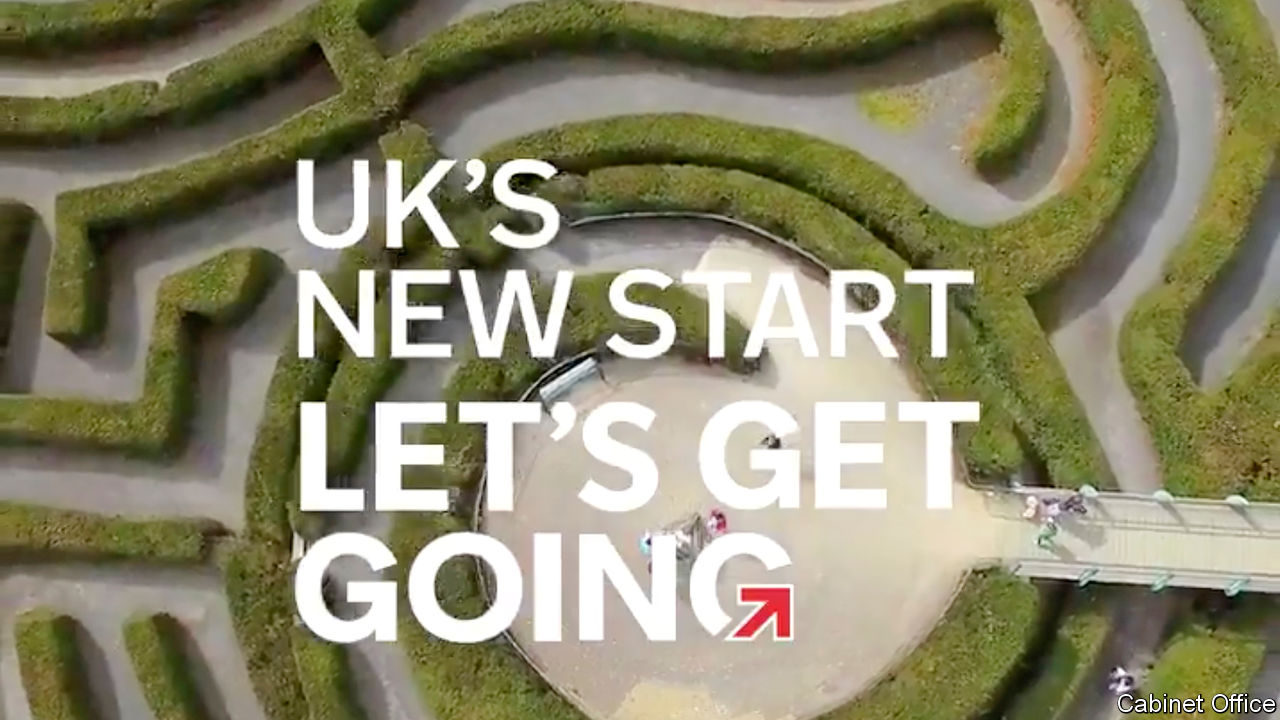 UK’S
NEW START
LET’S GET
GOING
Cabinet Office